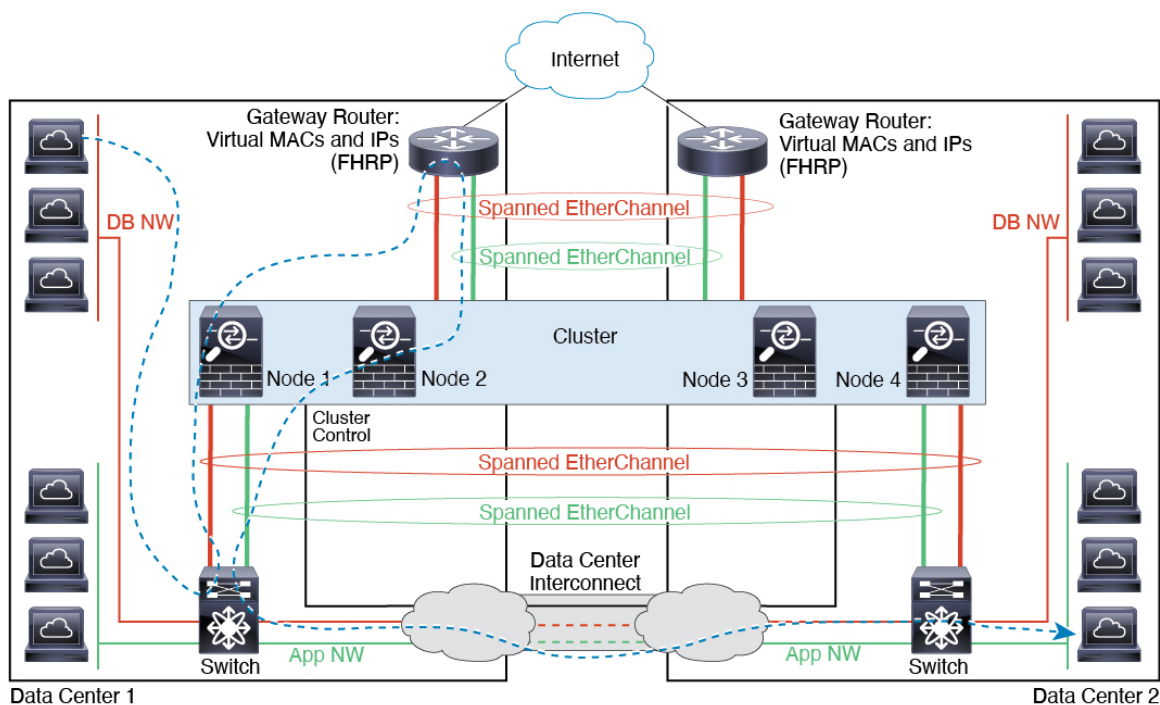 Internet
Gateway Router:
Virtual MACs and IPs
(FHRP)
Gateway Router:
Virtual MACs and IPs
(FHRP)
DB NW
Spanned EtherChannel
DB NW
Spanned EtherChannel
Cluster
Node 1
Node 2
Node 3
Node 4
Cluster
Control
Spanned EtherChannel
Spanned EtherChannel
Data Center
Interconnect
App NW
App NW
Switch
Switch
Data Center 1
Data Center 2